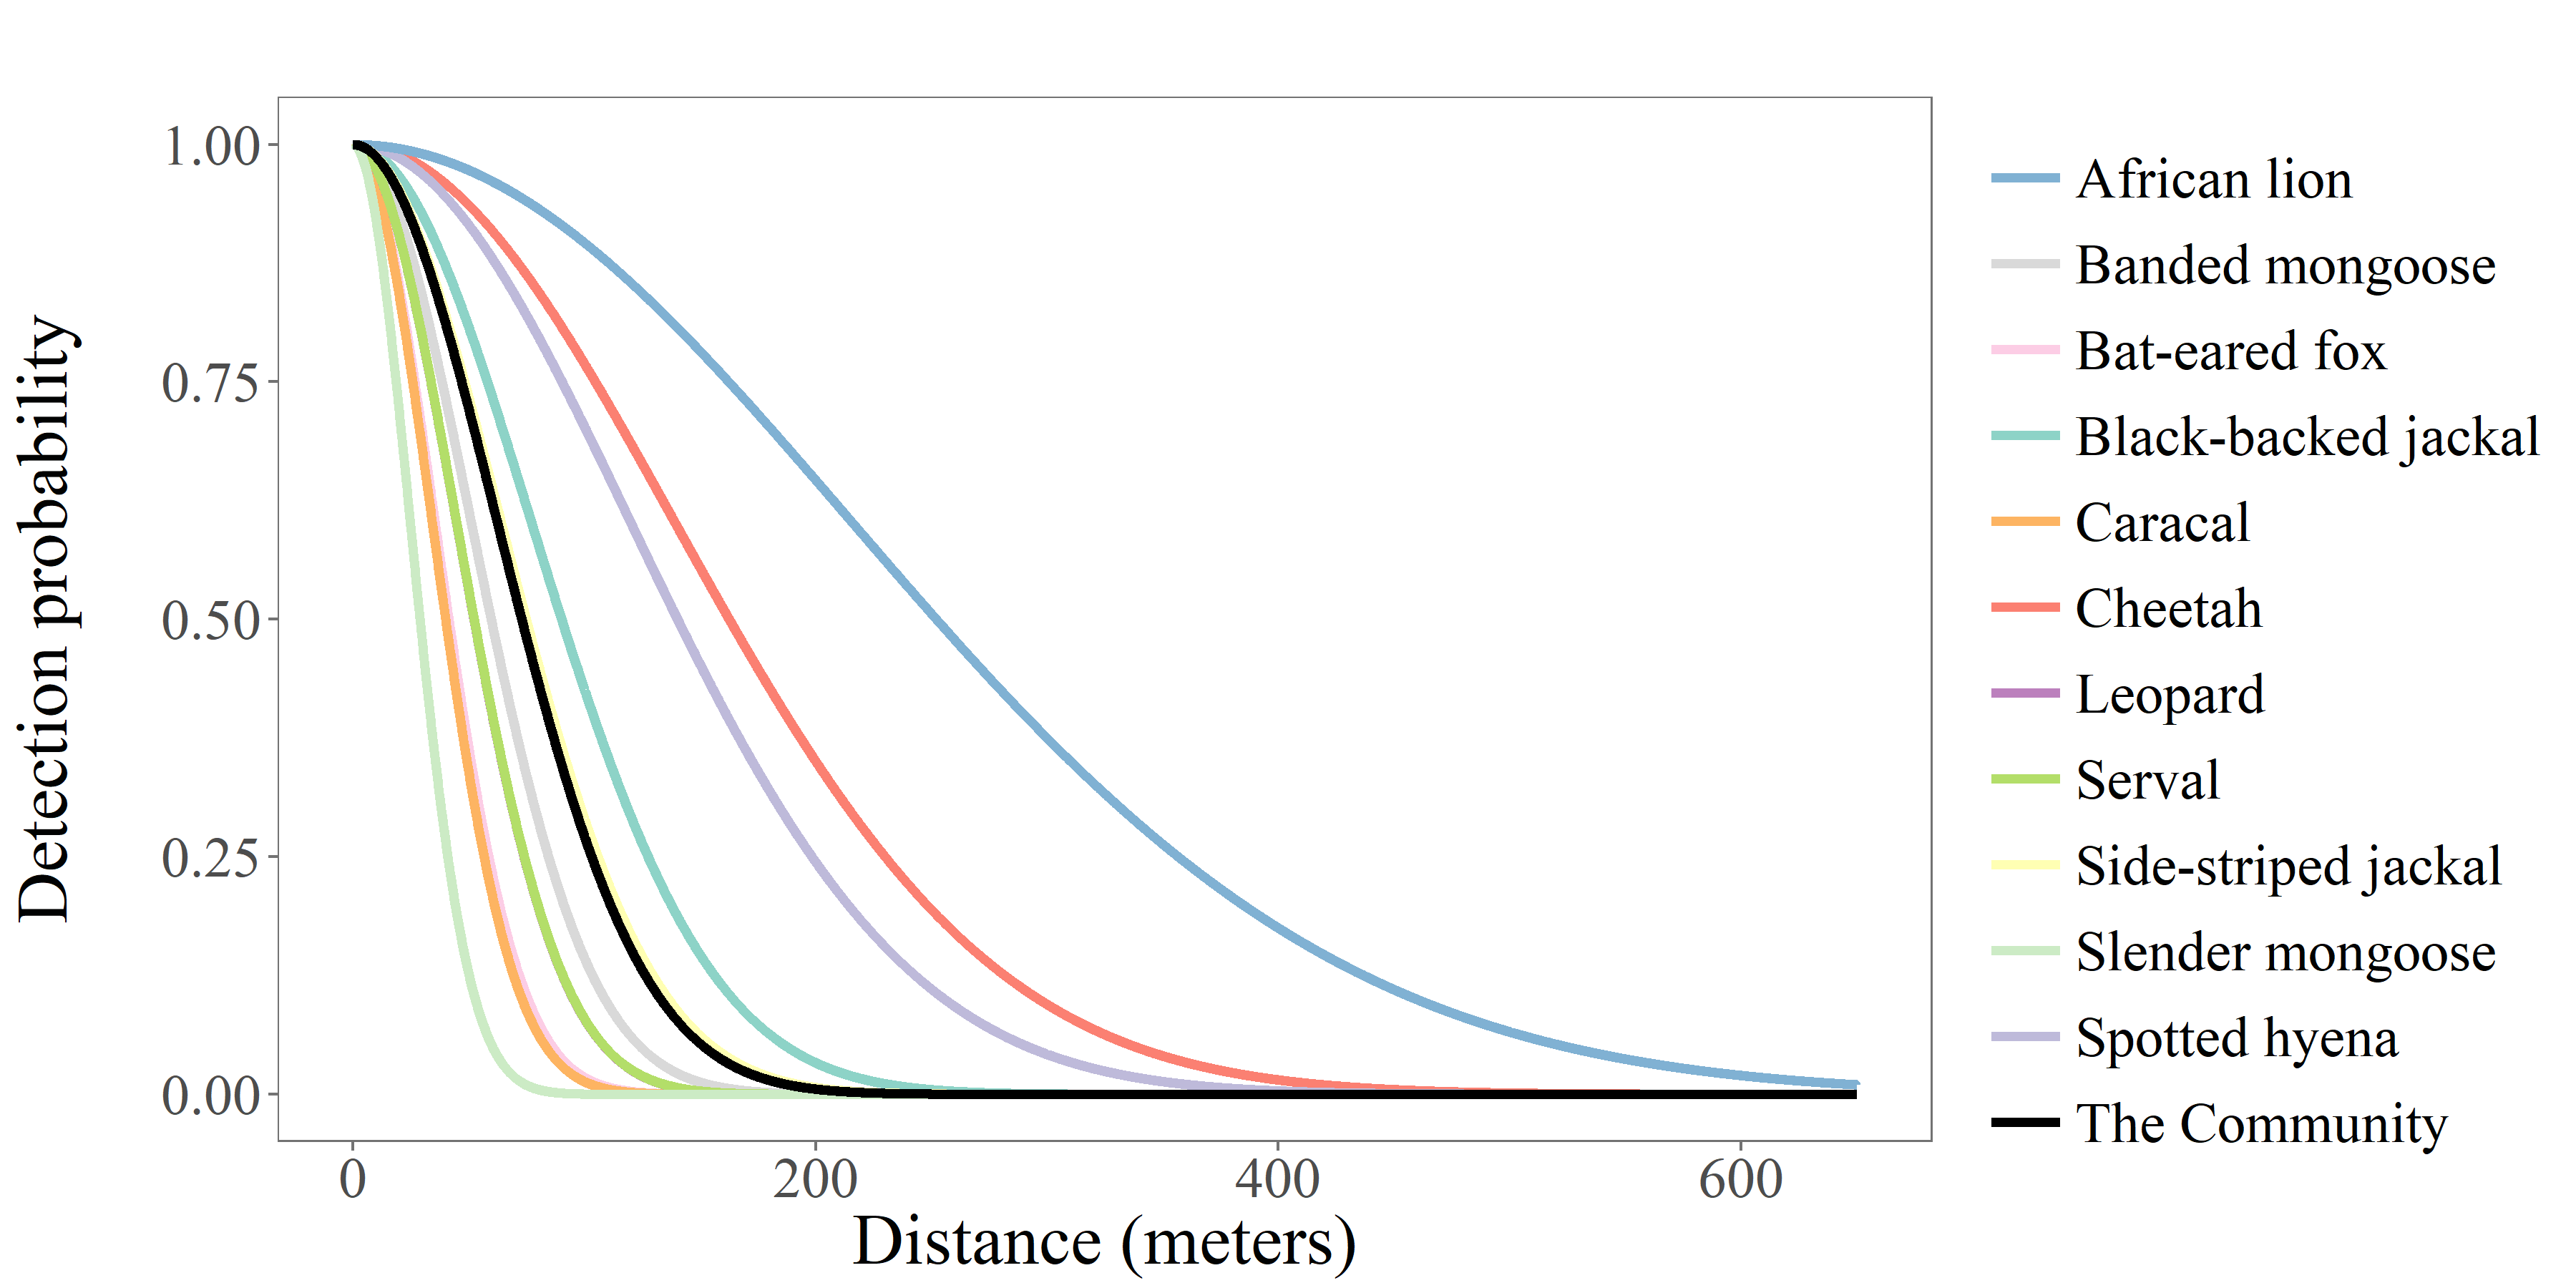 Detection probability
1.00
0.75
0.50
0.25
0.00
0
200
400
600
Distance (meters)
African lion
Banded mongoose
Bat-eared fox
Black-backed jackal
Caracal
Cheetah
Leopard
Serval
Side-striped jackal
Slender mongoose
Spotted hyena
The Community